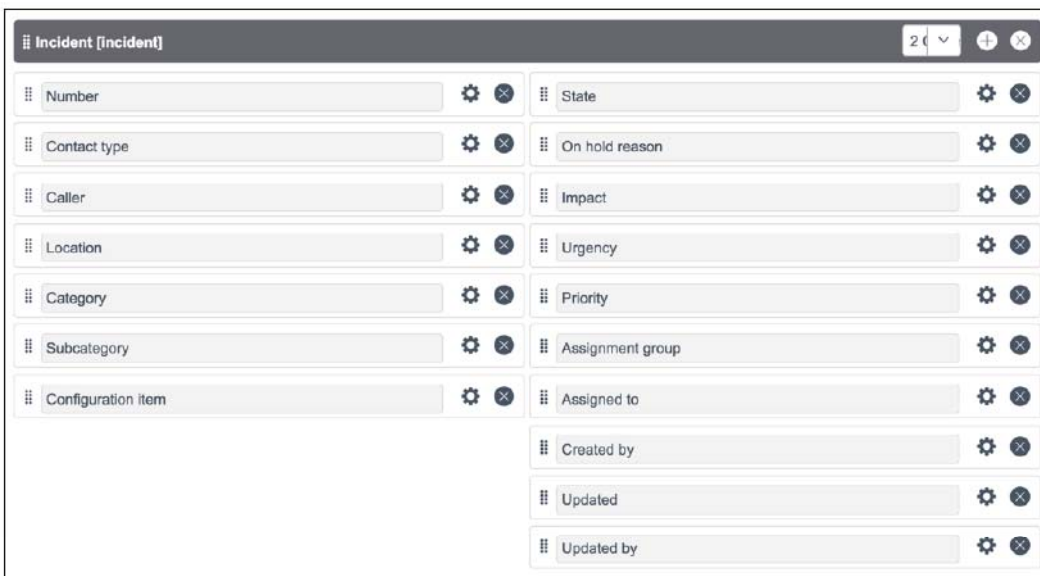 Incident [incident]
2
Number
Contact type
Caller
Location
Category
Subcategory
Configuration item
State
On hold reason
Impact
Urgency
Priority
Assignment group
Assigned to
Created by
Updated
Updated by